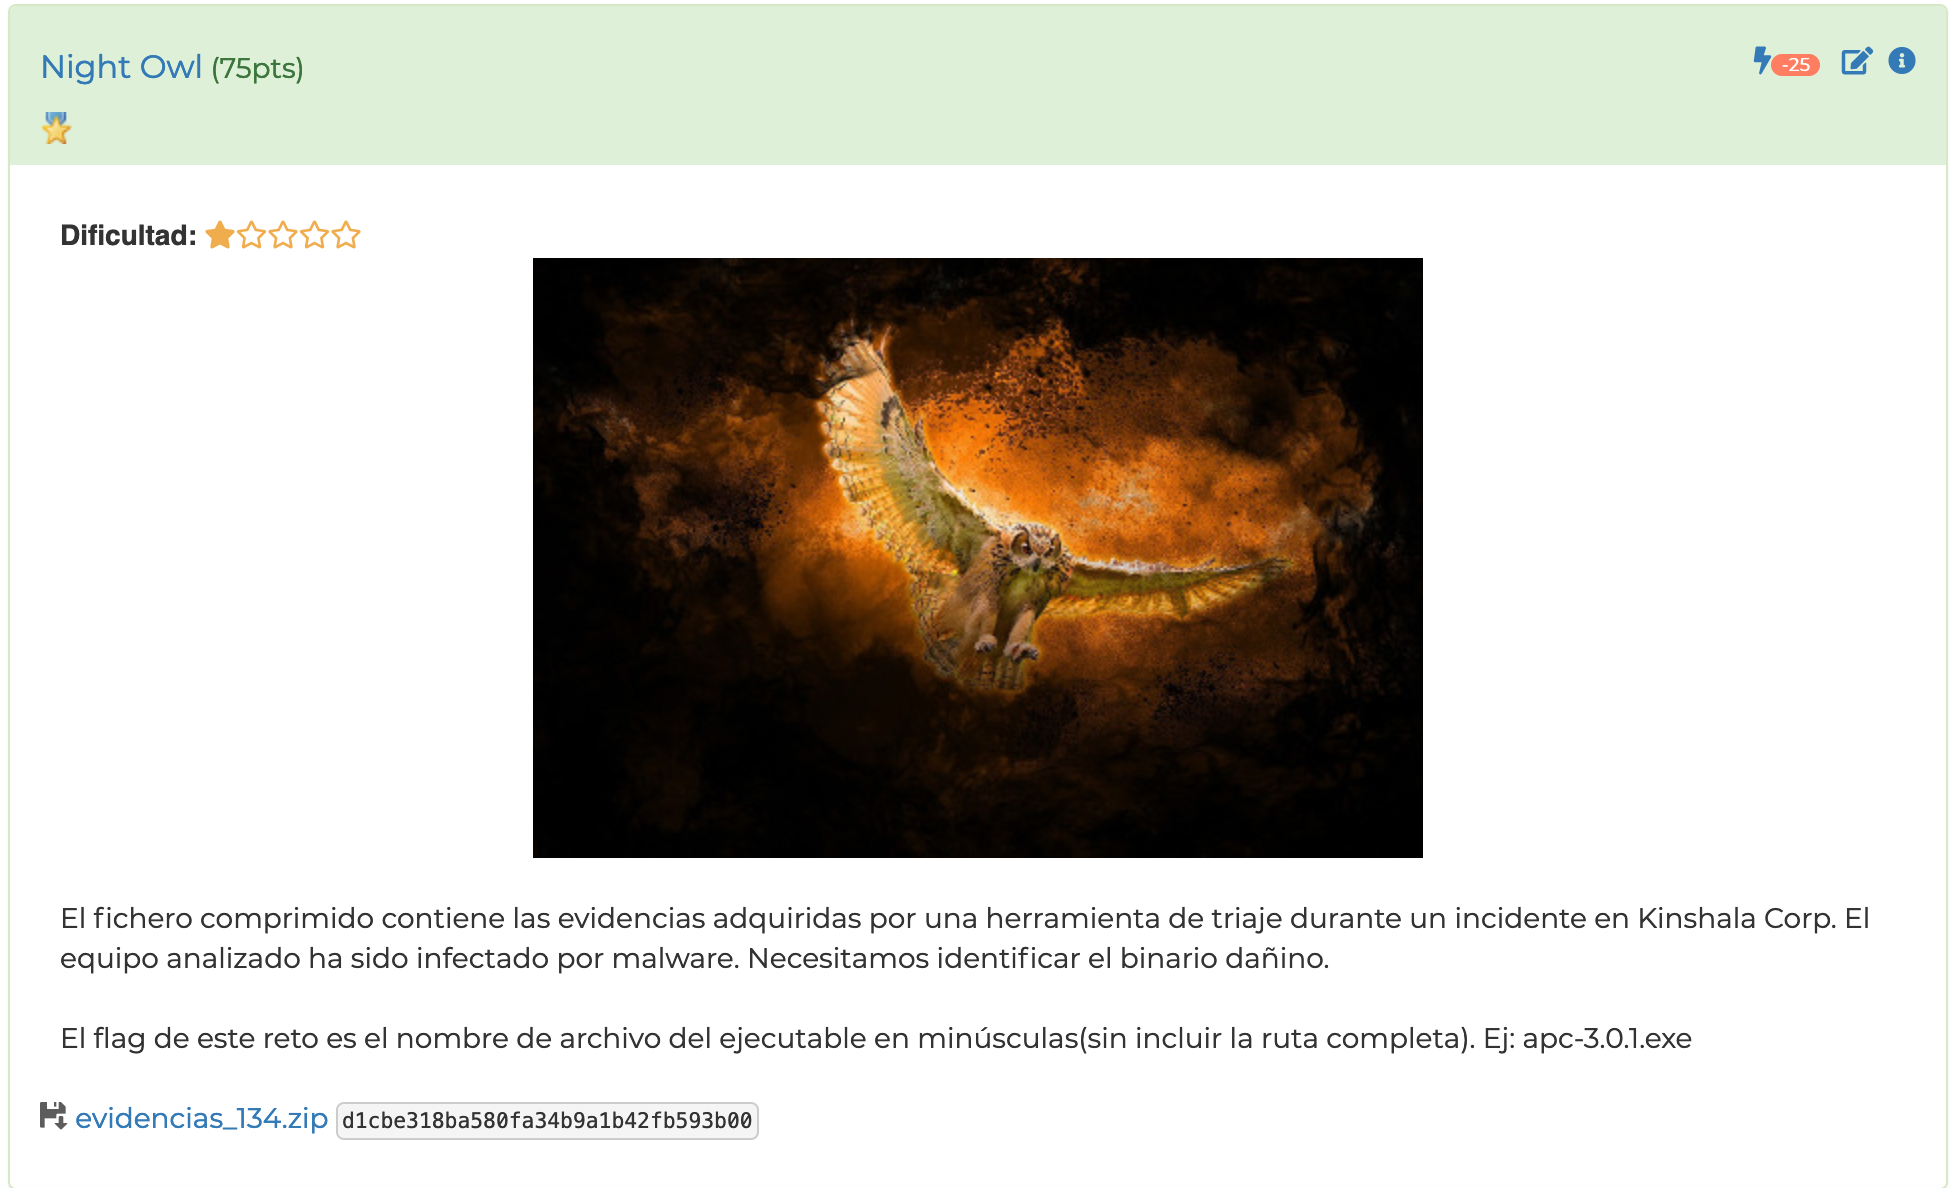 Night Owl (75pts)
-25
Dificultad:
El fichero comprimido contiene las evidencias adquiridas por una herramienta de triaje durante un incidente en Kinshala Corp. El
equipo analizado ha sido infectado por malware. Necesitamos identificar el binario dañino.
El flag de este reto es el nombre de archivo del ejecutable en minúsculas(sin incluir la ruta completa). Ej: apc-3.0.1.exe
evidencias_134.zip d1cbe318ba580fa34b9a1b42fb593b00